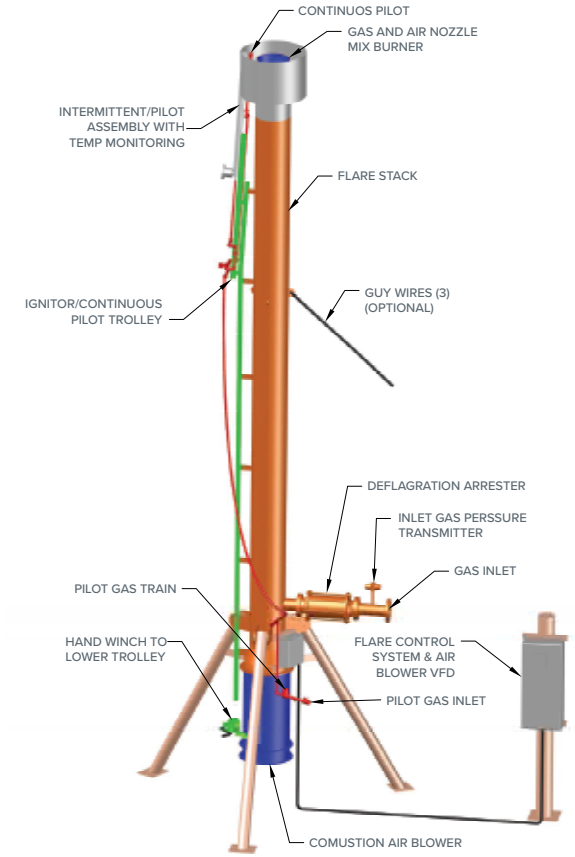 CONTINUOS PILOT
GAS AND AIR NOZZLE
MIX BURNER
INTERMITTENT/PILOT
ASSEMBLY WITH
TEMP MONITORING
FLARE STACK
IGNITOR/CONTINUOUS
PILOT TROLLEY
GUY WIRES (3)
(OPTIONAL)
DEFLAGRATION ARRESTER
INLET GAS PERSSURE
TRANSMITTER
GAS INLET
PILOT GAS TRAIN
HAND WINCH TO
LOWER TROLLEY
FLARE CONTROL
SYSTEM & AIR
BLOWER VFD
PILOT GAS INLET
COMUSTION AIR BLOWER